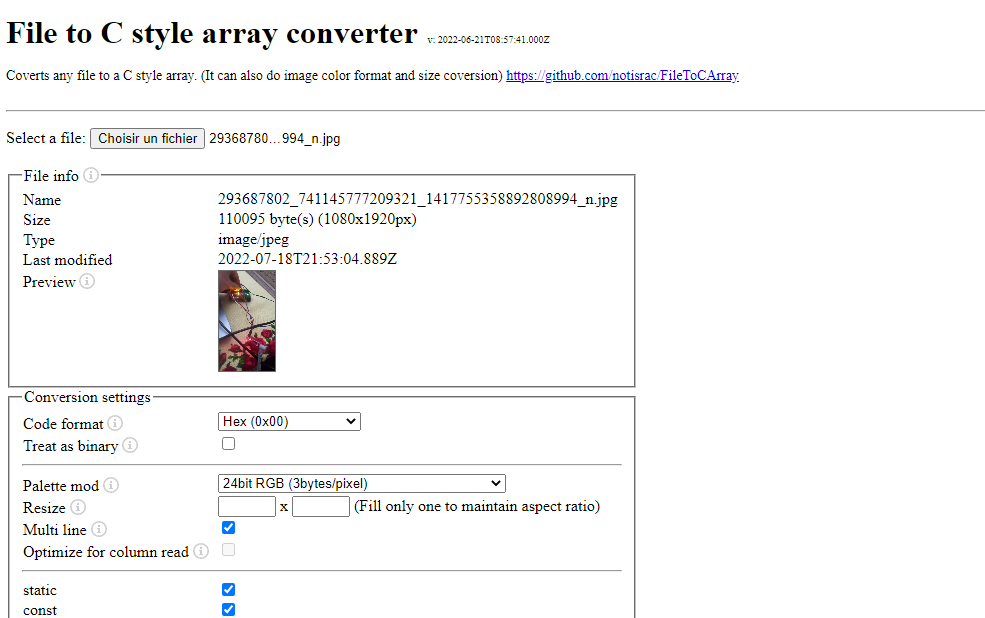 File to C style array converter v: 2022-06-21T08:57:41.000Z
Coverts any file to a C style array. (It can also do image color format and size coversion) https://github.com/notisrac/FileToCArray
Select a file: Choisir un fichier 29368780...994_n.jpg
File info
Name 293687802_741145777209321_1417755358892808994_n.jpg
Size 110095 byte(s) (1080x1920px)
Type image/jpeg
Last modified 2022-07-18T21:53:04.889Z
Preview
Conversion settings
Code format Hex (0x00)
Treat as binary
Palette mod 24bit RGB (3bytes/pixel)
Resize x (Fill only one to maintain aspect ratio)
Multi line
Optimize for column read
static
const